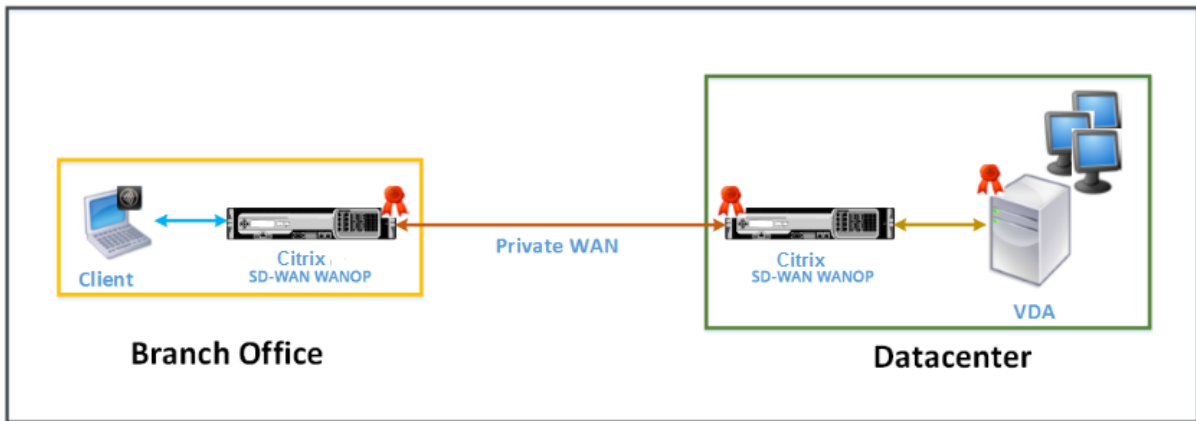 Client
Citrix
SD-WAN WANOP
Private WAN
Citrix
SD-WAN WANOP
VDA
Branch Office
Datacenter